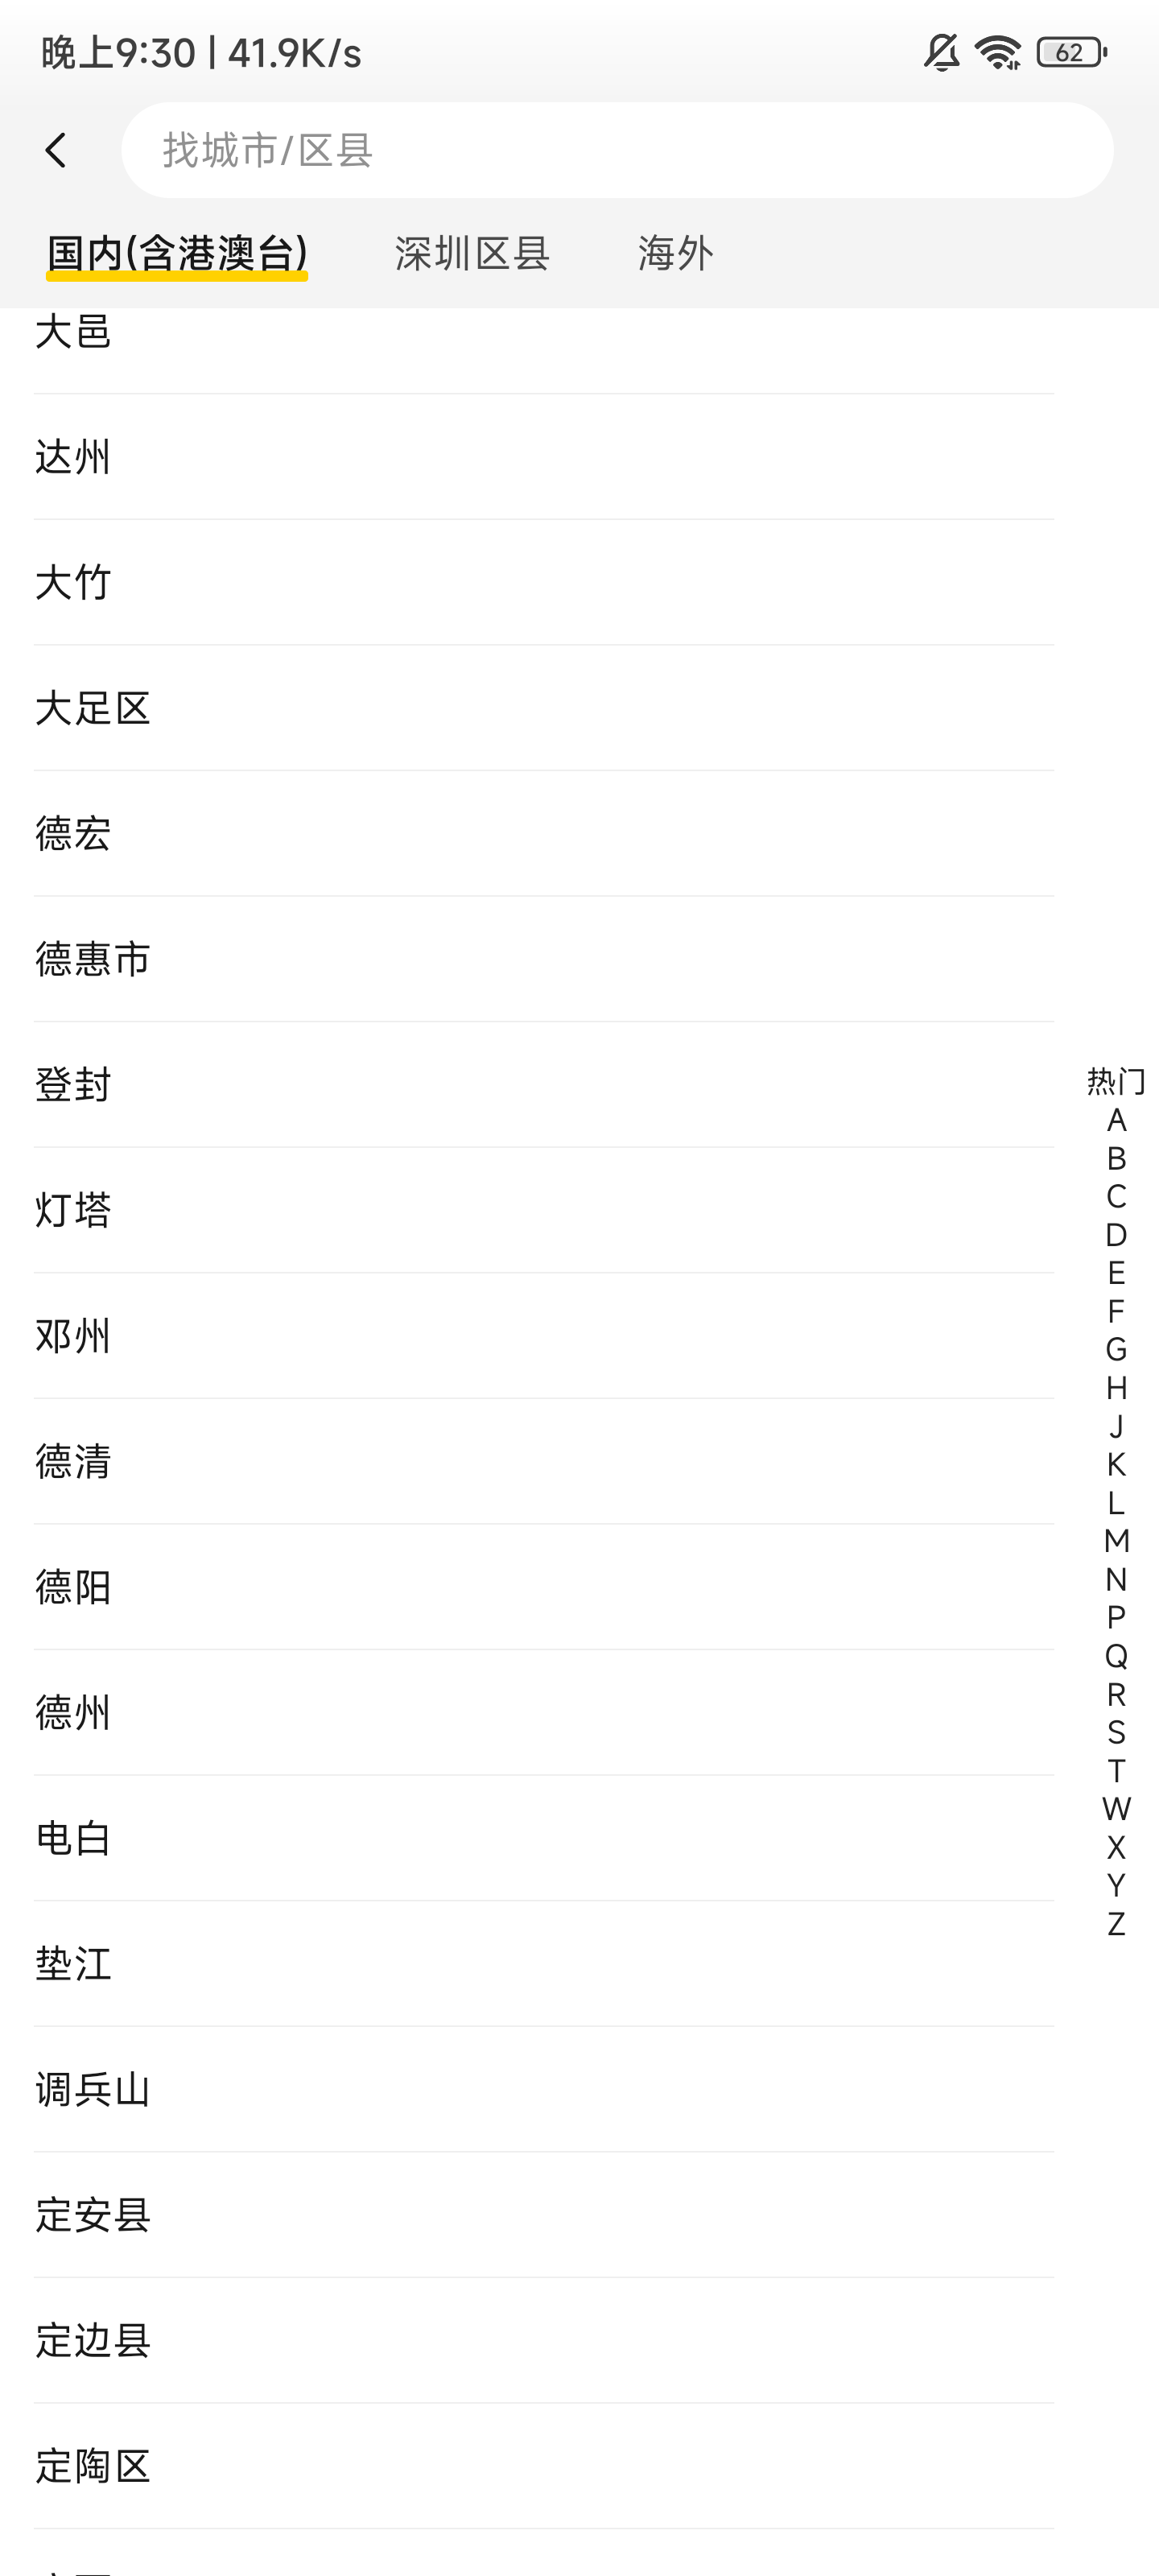 晚上9:30 | 41.9K/s
62
找城市/区县
国内(含港澳台) 深圳区县 海外
大邑
达州
大竹
大足区
德宏
德惠市
登封
灯塔
邓州
德清
德阳
德州
电白
垫江
调兵山
定安县
定边县
定陶区
热门
A
B
C
D
E
F
G
H
J
K
L
M
N
P
Q
R
S
T
W
X
Y
Z